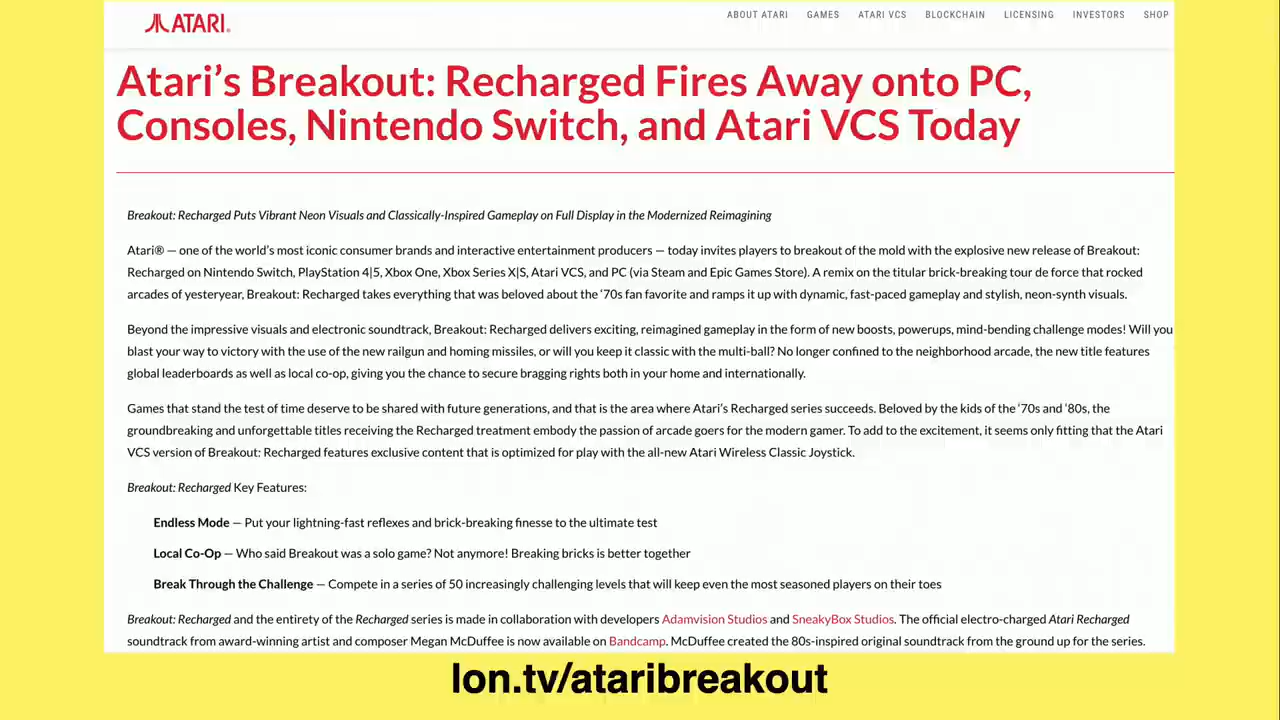 ATARI®
ABOUT ATARI GAMES ATARI VCS BLOCKCHAIN LICENSING INVESTORS SHOP
Atari’s Breakout: Recharged Fires Away onto PC,
Consoles, Nintendo Switch, and Atari VCS Today
Breakout: Recharged Puts Vibrant Neon Visuals and Classically-Inspired Gameplay on Full Display in the Modernized Reimagining
Atari® — one of the world’s most iconic consumer brands and interactive entertainment producers — today invites players to breakout of the mold with the explosive new release of Breakout:
Recharged on Nintendo Switch, PlayStation 4|5, Xbox One, Xbox Series X|S, Atari VCS, and PC (via Steam and Epic Games Store). A remix on the titular brick-breaking tour de force that rocked
arcades of yesteryear, Breakout: Recharged takes everything that was beloved about the ‘70s fan favorite and ramps it up with dynamic, fast-paced gameplay and stylish, neon-synth visuals.
Beyond the impressive visuals and electronic soundtrack, Breakout: Recharged delivers exciting, reimagined gameplay in the form of new boosts, powerups, mind-bending challenge modes! Will you
blast your way to victory with the use of the new railgun and homing missiles, or will you keep it classic with the multi-ball? No longer confined to the neighborhood arcade, the new title features
global leaderboards as well as local co-op, giving you the chance to secure bragging rights both in your home and internationally.
Games that stand the test of time deserve to be shared with future generations, and that is the area where Atari’s Recharged series succeeds. Beloved by the kids of the ‘70s and ‘80s, the
groundbreaking and unforgettable titles receiving the Recharged treatment embody the passion of arcade goers for the modern gamer. To add to the excitement, it seems only fitting that the Atari
VCS version of Breakout: Recharged features exclusive content that is optimized for play with the all-new Atari Wireless Classic Joystick.
Breakout: Recharged Key Features:
Endless Mode — Put your lightning-fast reflexes and brick-breaking finesse to the ultimate test
Local Co-Op — Who said Breakout was a solo game? Not anymore! Breaking bricks is better together
Break Through the Challenge — Compete in a series of 50 increasingly challenging levels that will keep even the most seasoned players on their toes
Breakout: Recharged and the entirety of the Recharged series is made in collaboration with developers Adamvision Studios and SneakyBox Studios. The official electro-charged Atari Recharged
soundtrack from award-winning artist and composer Megan McDuffee is now available on Bandcamp. McDuffee created the 80s-inspired original soundtrack from the ground up for the series.
lon.tv/ataribreakout